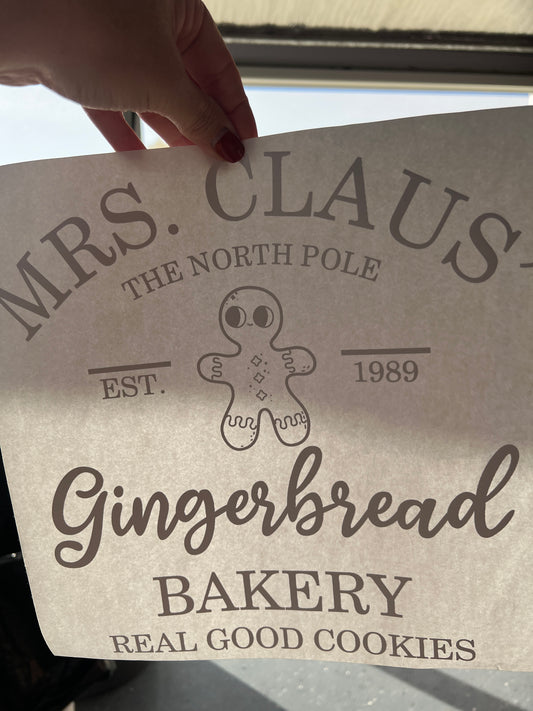 MRS. CLAUS'
THE NORTH POLE
EST. 1989
Gingerbread
BAKERY
REAL GOOD COOKIES